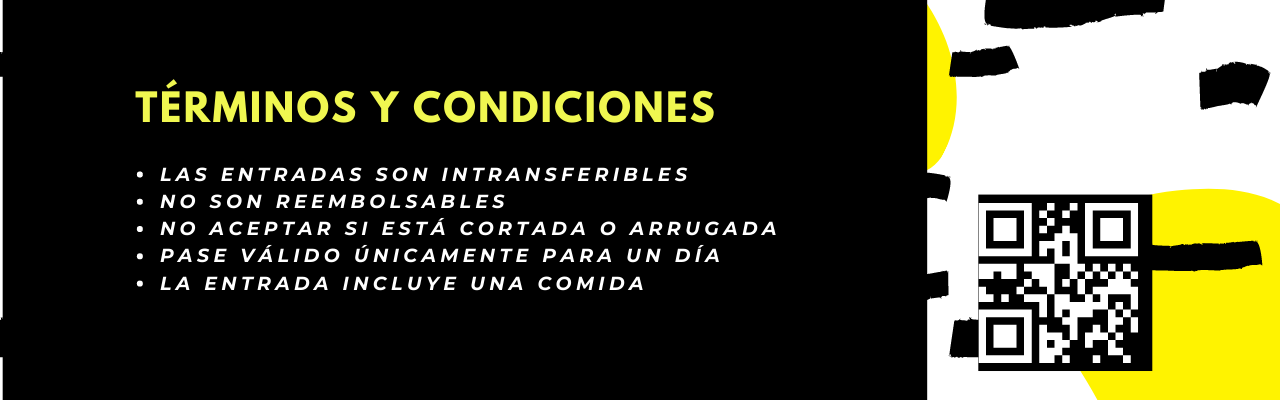 TÉRMINOS Y CONDICIONES
• LAS ENTRADAS SON INTRANSFERIBLES
• NO SON REEMBOLSABLES
• NO ACEPTAR SI ESTÁ CORTADA O ARRUGADA
• PASE VÁLIDO ÚNICAMENTE PARA UN DÍA
• LA ENTRADA INCLUYE UNA COMIDA